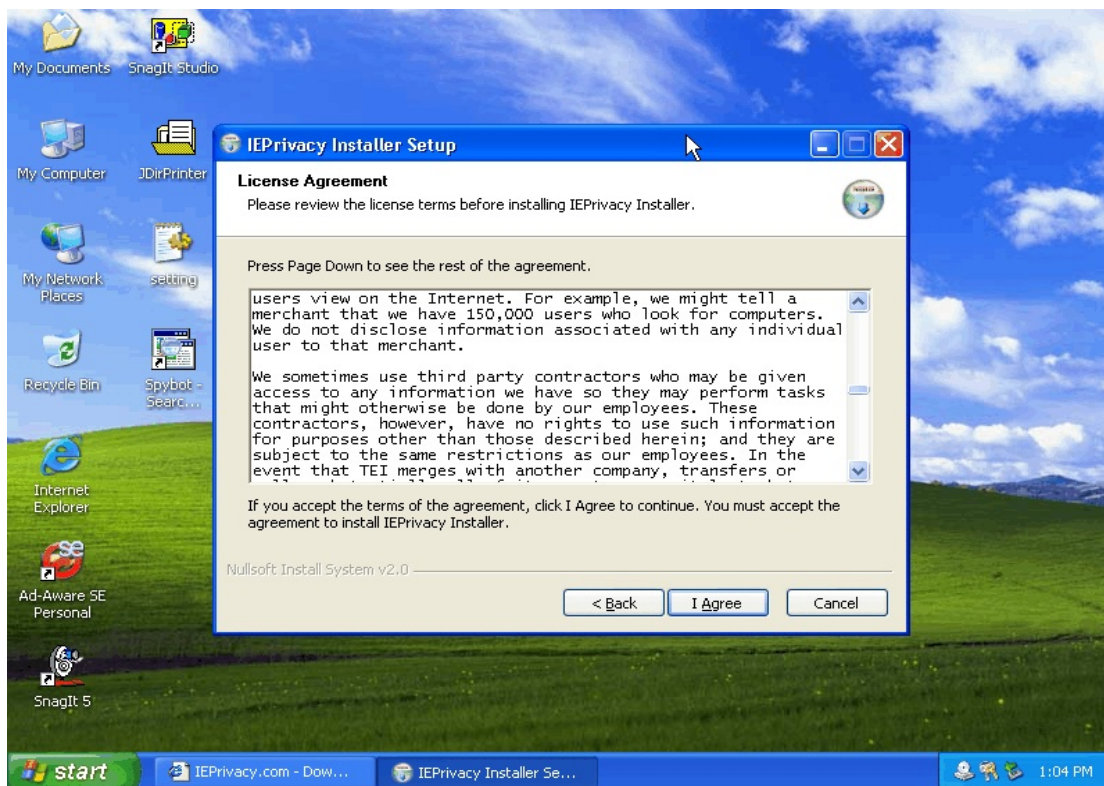 My Documents
SnagIt Studio
My Computer
JDirPrinter
My Network
Places
setting
Recycle Bin
Spybot -
Searc...
Internet
Explorer
Ad-Aware SE
Personal
SnagIt 5
IEPrivacy Installer Setup
License Agreement
Please review the license terms before installing IEPrivacy Installer.
Press Page Down to see the rest of the agreement.
users view on the Internet. For example, we might tell a
merchant that we have 150,000 users who look for computers.
We do not disclose information associated with any individual
user to that merchant.
We sometimes use third party contractors who may be given
access to any information we have so they may perform tasks
that might otherwise be done by our employees. These
contractors, however, have no rights to use such information
for purposes other than those described herein; and they are
subject to the same restrictions as our employees. In the
event that TEI merges with another company, transfers or
If you accept the terms of the agreement, click I Agree to continue. You must accept the
agreement to install IEPrivacy Installer.
Nullsoft Install System v2.0
< Back
I Agree
Cancel
start
IEPrivacy.com - Dow...
IEPrivacy Installer Se...
1:04 PM